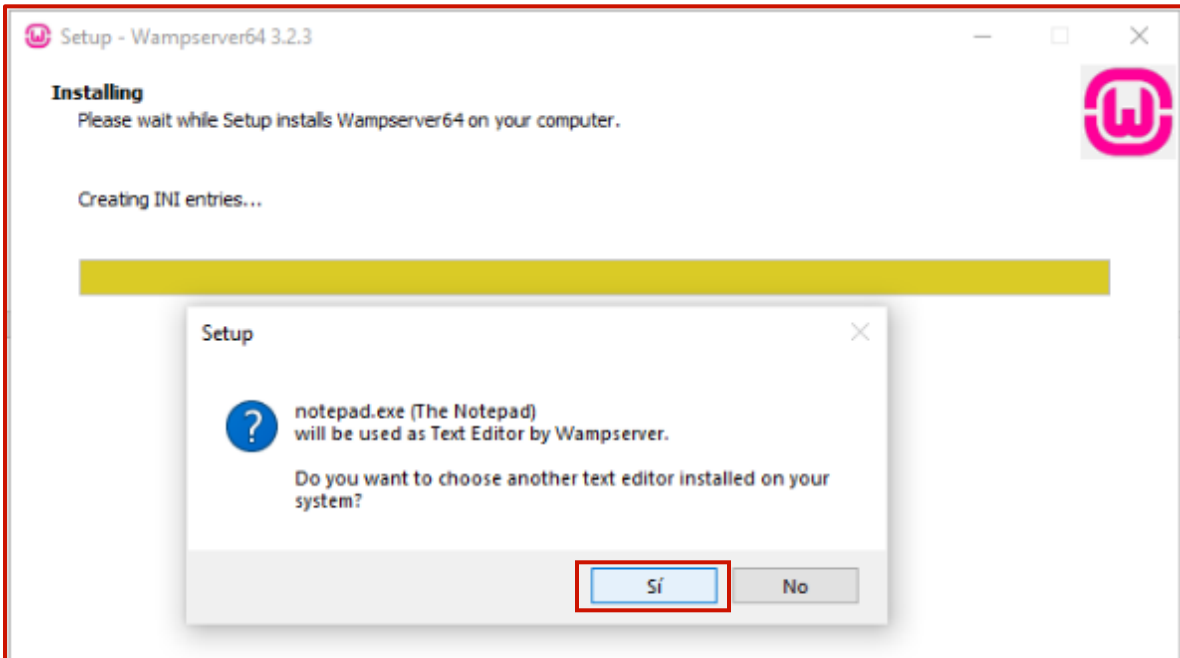 Setup - Wampserver64 3.2.3
Installing
Please wait while Setup installs Wampserver64 on your computer.
Creating INI entries...
Setup
notepad.exe (The Notepad)
will be used as Text Editor by Wampserver.
Do you want to choose another text editor installed on your
system?
Sí
No